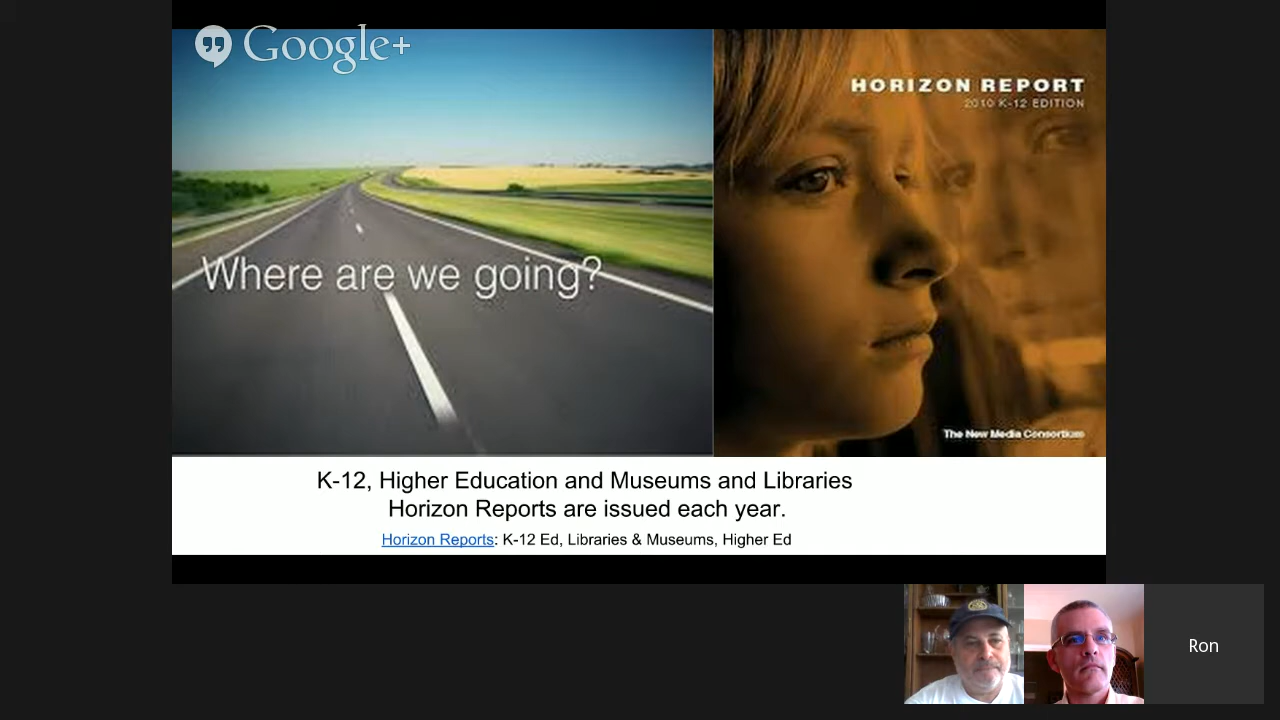 Google+
HORIZON REPORT
2010 K-12 EDITION
Where are we going?
The New Media Consortium
K-12, Higher Education and Museums and Libraries
Horizon Reports are issued each year.
Horizon Reports: K-12 Ed, Libraries & Museums, Higher Ed
Ron